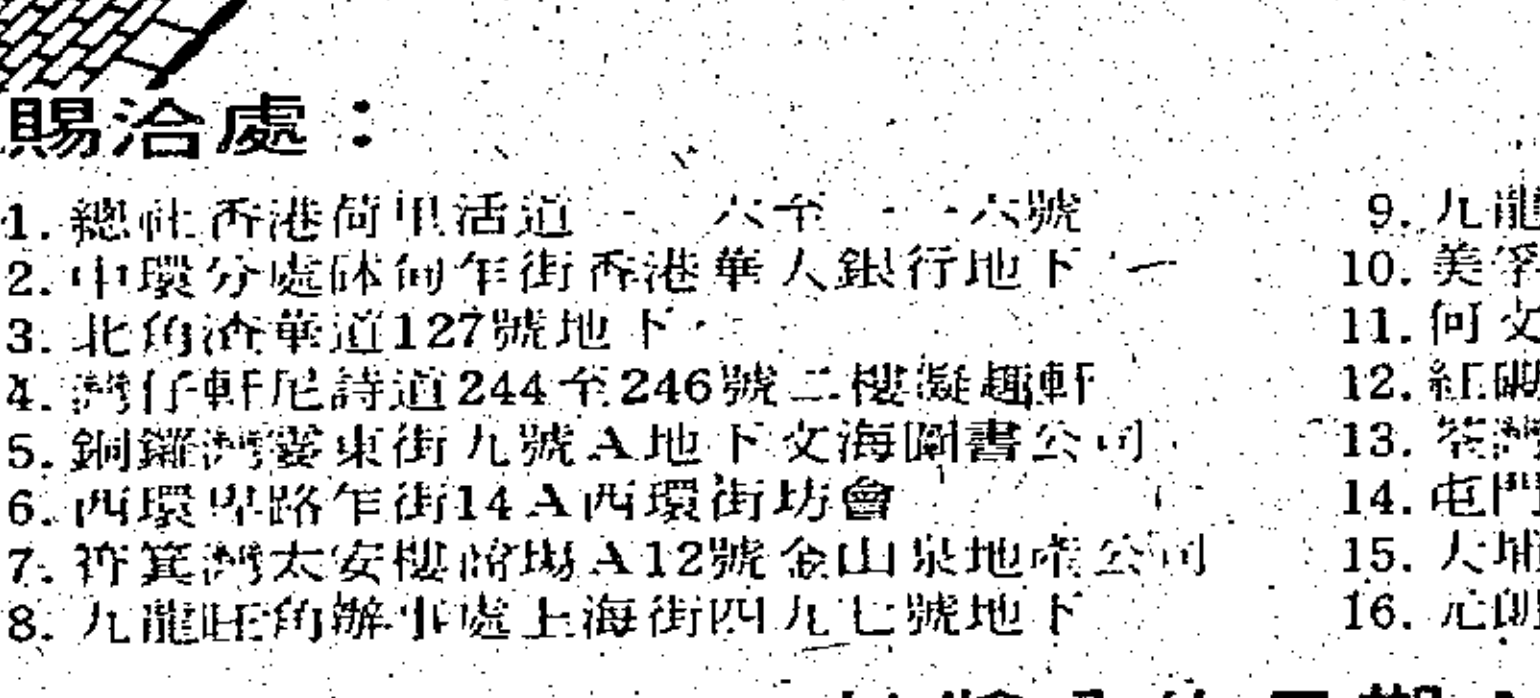 賜洽處：
1. 總社香港荷里活道 六至 六號
2. 中環分處砵甸乍街香港華人銀行地下
3. 北角渣華道127號地下
4. 灣仔軒尼詩道244至246號二樓凝趣軒
5. 銅鑼灣霎東街九號A地下文海圖書公司
6. 西環卑路乍街14A西環街坊會
7. 筲箕灣太安樓商場A12號金山泉地產公司
8. 九龍旺角辦事處上海街四九七號地下
9. 九龍
10. 美孚
11. 何文
12. 紅磡
13. 荃灣
14. 屯門
15. 大埔
16. 元朗